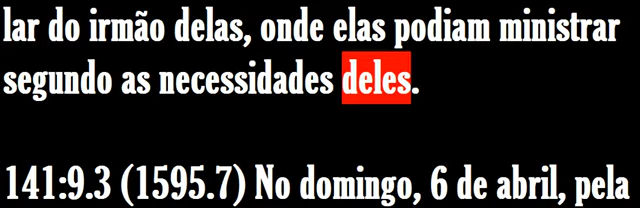 lar do irmão delas, onde elas podiam ministrar
segundo as necessidades deles.
141:9.3 (1595.7) No domingo, 6 de abril, pela